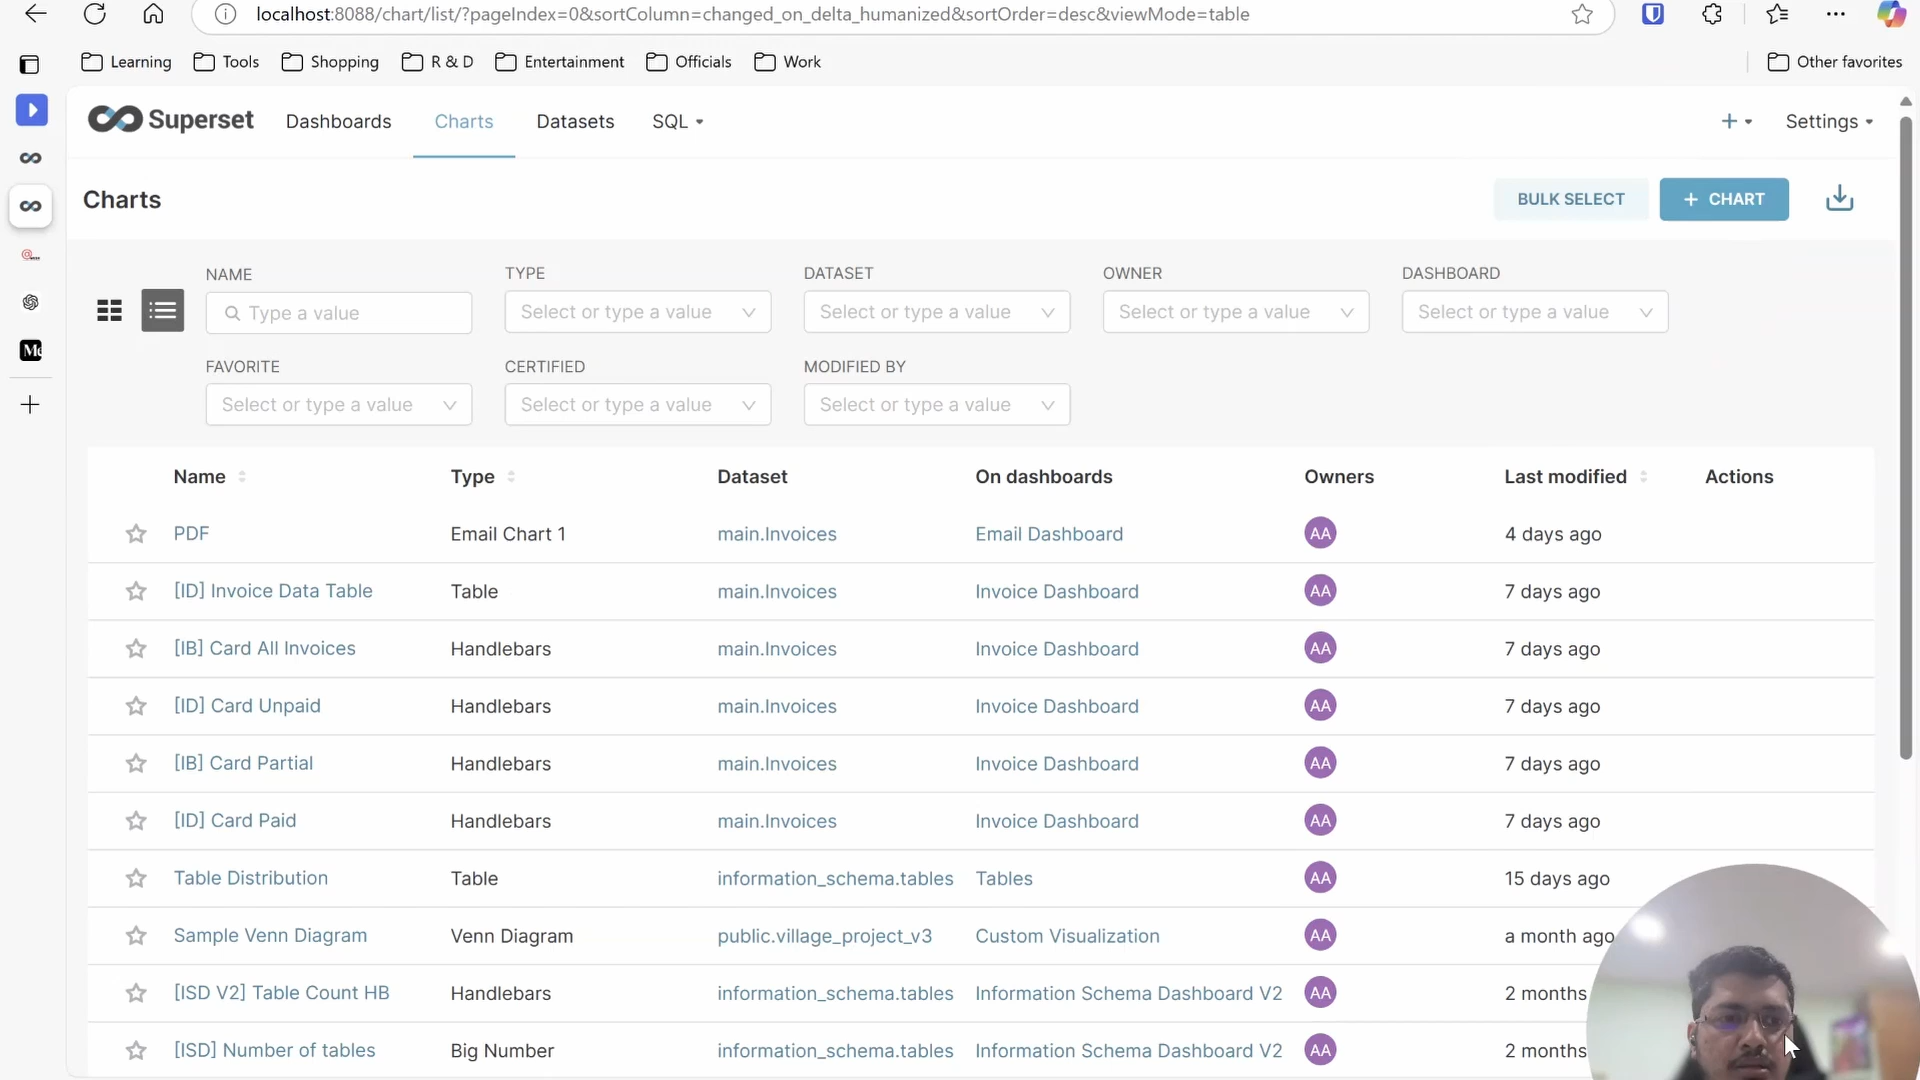 localhost:8088/chart/list/?pageIndex=0&sortColumn=changed_on_delta_humanized&sortOrder=desc&viewMode=table
Learning Tools Shopping R & D Entertainment Officials Work Other favorites
Superset Dashboards Charts Datasets SQL + Settings
Charts BULK SELECT + CHART
NAME TYPE DATASET OWNER DASHBOARD
Type a value Select or type a value Select or type a value Select or type a value Select or type a value
FAVORITE CERTIFIED MODIFIED BY
Select or type a value Select or type a value Select or type a value
Name Type Dataset On dashboards Owners Last modified Actions
PDF Email Chart 1 main.Invoices Email Dashboard AA 4 days ago
[ID] Invoice Data Table Table main.Invoices Invoice Dashboard AA 7 days ago
[IB] Card All Invoices Handlebars main.Invoices Invoice Dashboard AA 7 days ago
[ID] Card Unpaid Handlebars main.Invoices Invoice Dashboard AA 7 days ago
[IB] Card Partial Handlebars main.Invoices Invoice Dashboard AA 7 days ago
[ID] Card Paid Handlebars main.Invoices Invoice Dashboard AA 7 days ago
Table Distribution Table information_schema.tables Tables AA 15 days ago
Sample Venn Diagram Venn Diagram public.village_project_v3 Custom Visualization AA a month ago
[ISD V2] Table Count HB Handlebars information_schema.tables Information Schema Dashboard V2 AA 2 months
[ISD] Number of tables Big Number information_schema.tables Information Schema Dashboard V2 AA 2 months